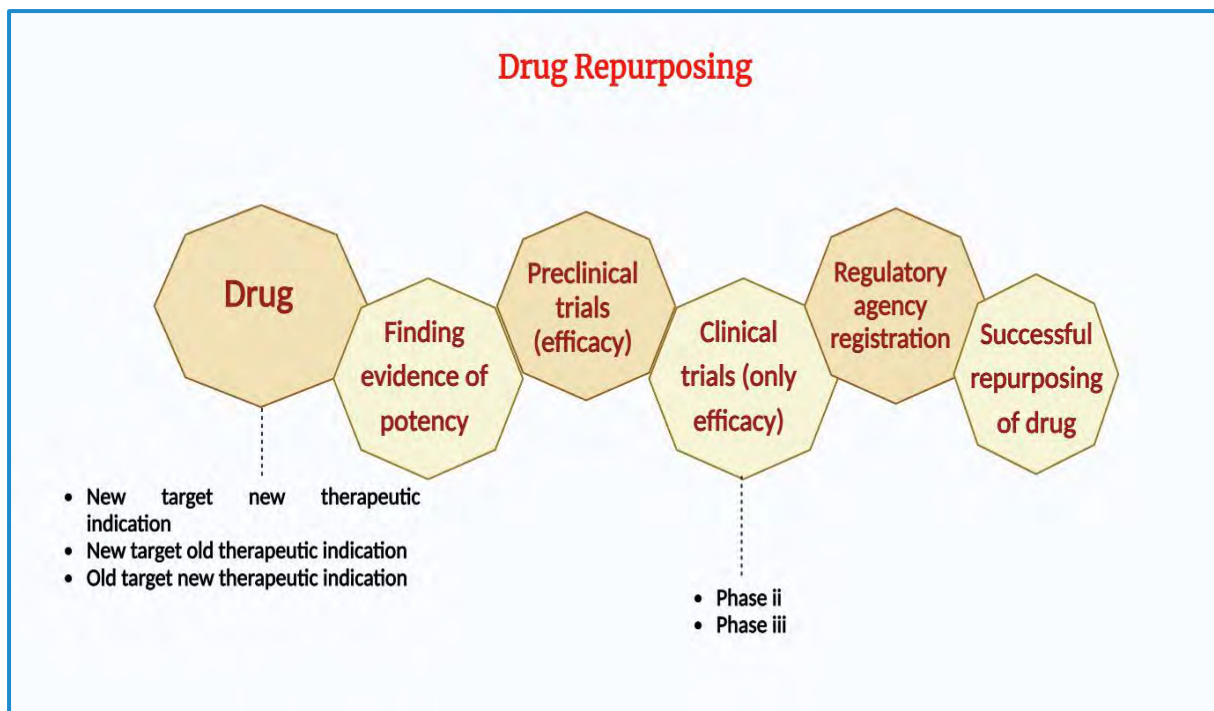 Drug Repurposing
Drug
Finding
evidence of
potency
Preclinical
trials
(efficacy)
Clinical
trials (only
efficacy)
Regulatory
agency
registration
Successful
repurposing
of drug
• New target new therapeutic
indication
• New target old therapeutic indication
• Old target new therapeutic indication
• Phase ii
• Phase iii